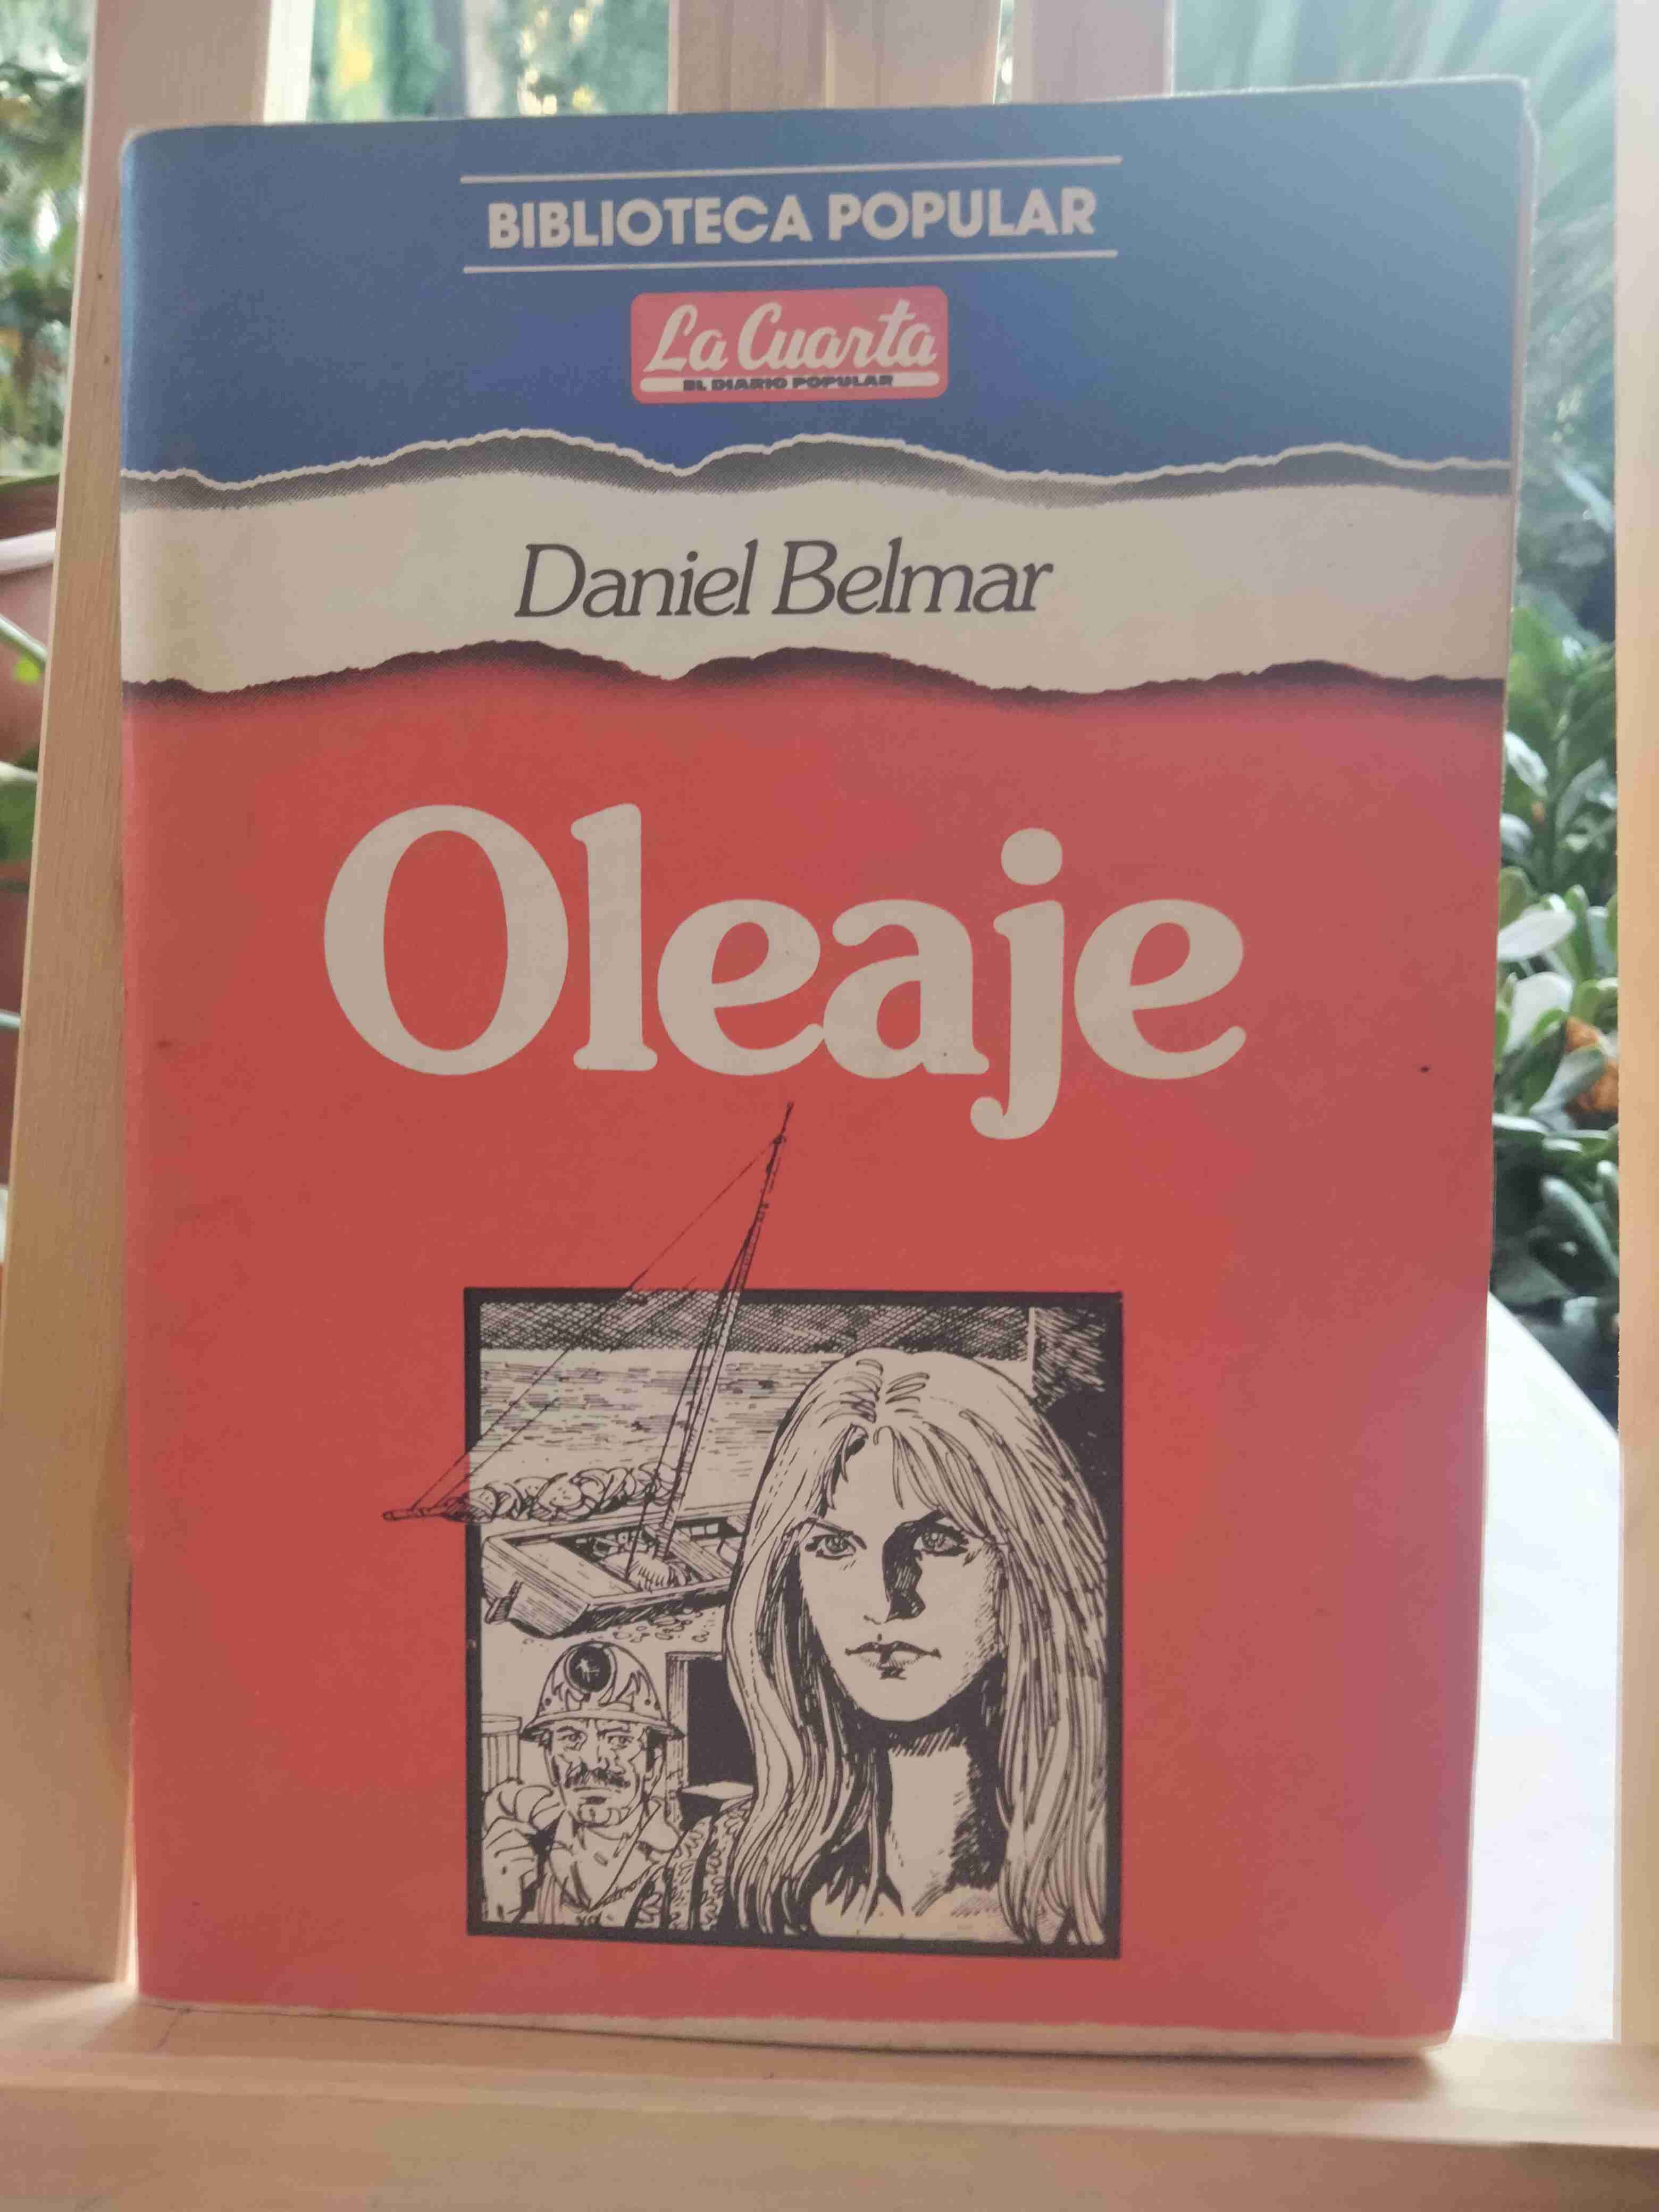 BIBLIOTECA POPULAR
La Cuarta
EL DIARIO POPULAR
Daniel Belmar
Oleaje